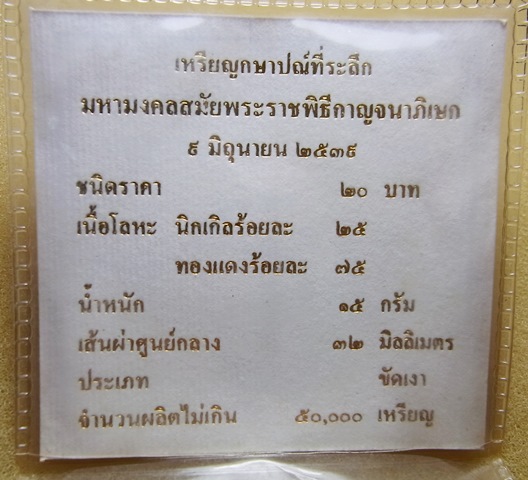 เหรียญกษาปณ์ที่ระลึก
มหามงคลสมัยพระราชพิธีกาญจนาภิเษก
๙ มิถุนายน ๒๕๓๙
ชนิดราคา ๒๐ บาท
เนื้อโลหะ นิกเกิลร้อยละ ๒๕
ทองแดงร้อยละ ๗๕
น้ำหนัก ๑๕ กรัม
เส้นผ่าศูนย์กลาง ๓๒ มิลลิเมตร
ประเภท ขัดเงา
จำนวนผลิตไม่เกิน ๕๐,๐๐๐ เหรียญ